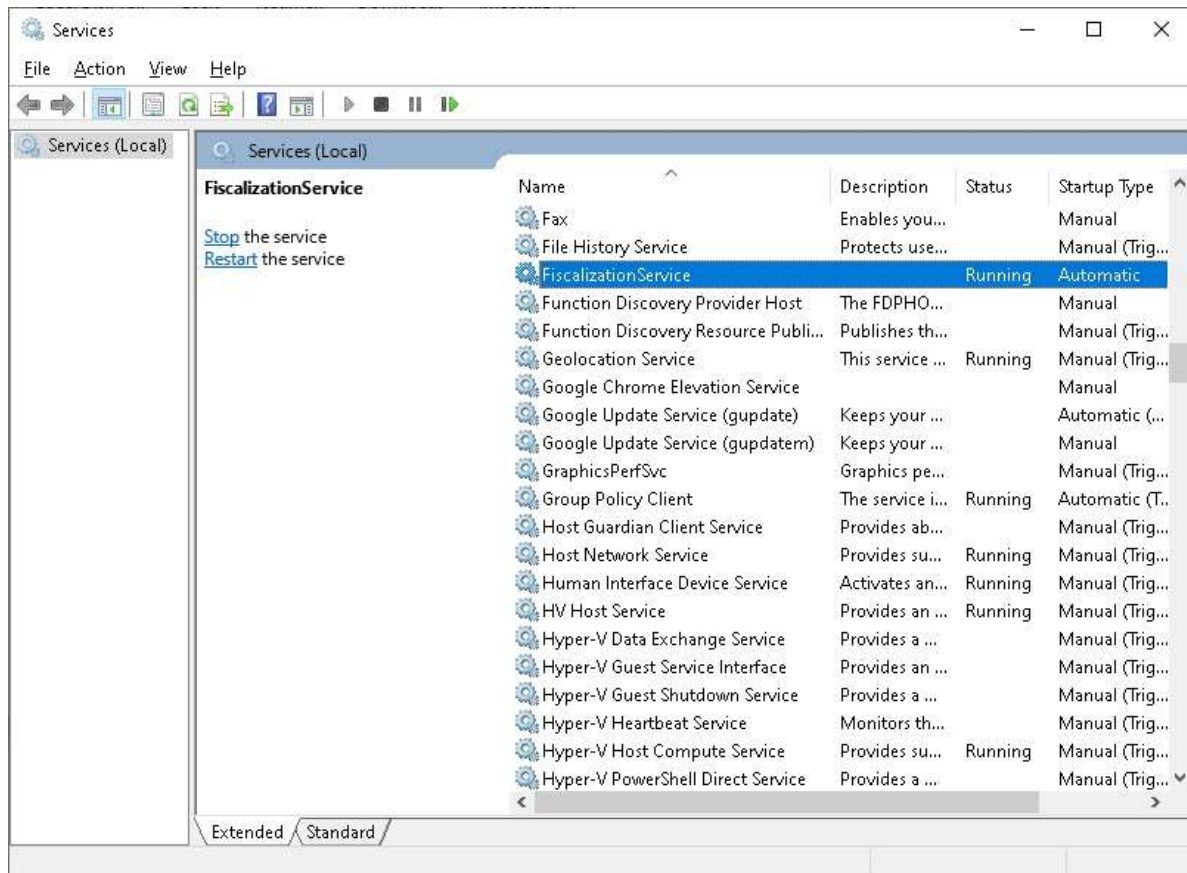 Services
File Action View Help
Services (Local)
Services (Local)
FiscalizationService
Stop the service
Restart the service
Name Description Status Startup Type
Fax Enables you... Manual
File History Service Protects use... Manual (Trig...
FiscalizationService Running Automatic
Function Discovery Provider Host The FDPHO... Manual
Function Discovery Resource Publi... Publishes th... Manual (Trig...
Geolocation Service This service ... Running Manual (Trig...
Google Chrome Elevation Service Manual
Google Update Service (gupdate) Keeps your ... Automatic (...
Google Update Service (gupdatem) Keeps your ... Manual
GraphicsPerfSvc Graphics pe... Manual (Trig...
Group Policy Client The service i... Running Automatic (T...
Host Guardian Client Service Provides ab... Manual (Trig...
Host Network Service Provides su... Running Manual (Trig...
Human Interface Device Service Activates an... Running Manual (Trig...
HV Host Service Provides an ... Running Manual (Trig...
Hyper-V Data Exchange Service Provides a ... Manual (Trig...
Hyper-V Guest Service Interface Provides an ... Manual (Trig...
Hyper-V Guest Shutdown Service Provides a ... Manual (Trig...
Hyper-V Heartbeat Service Monitors th... Manual (Trig...
Hyper-V Host Compute Service Provides su... Running Manual (Trig...
Hyper-V PowerShell Direct Service Provides a ... Manual (Trig...
Extended Standard